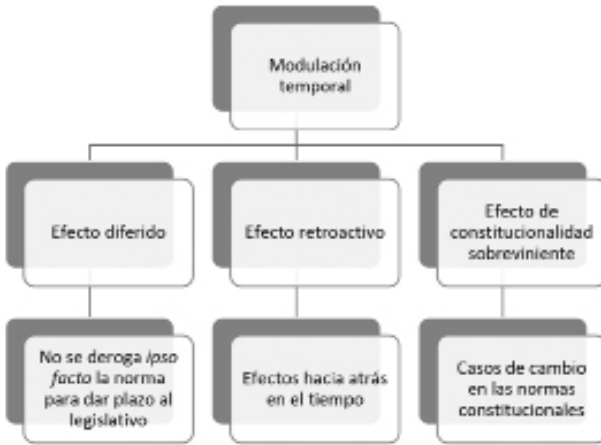 Modulación
temporal
Efecto diferido
Efecto retroactivo
Efecto de
constitucionalidad
sobreviniente
No se deroga ipso
facto la norma
para dar plazo al
legislativo
Efectos hacia atrás
en el tiempo
Casos de cambio
en las normas
constitucionales